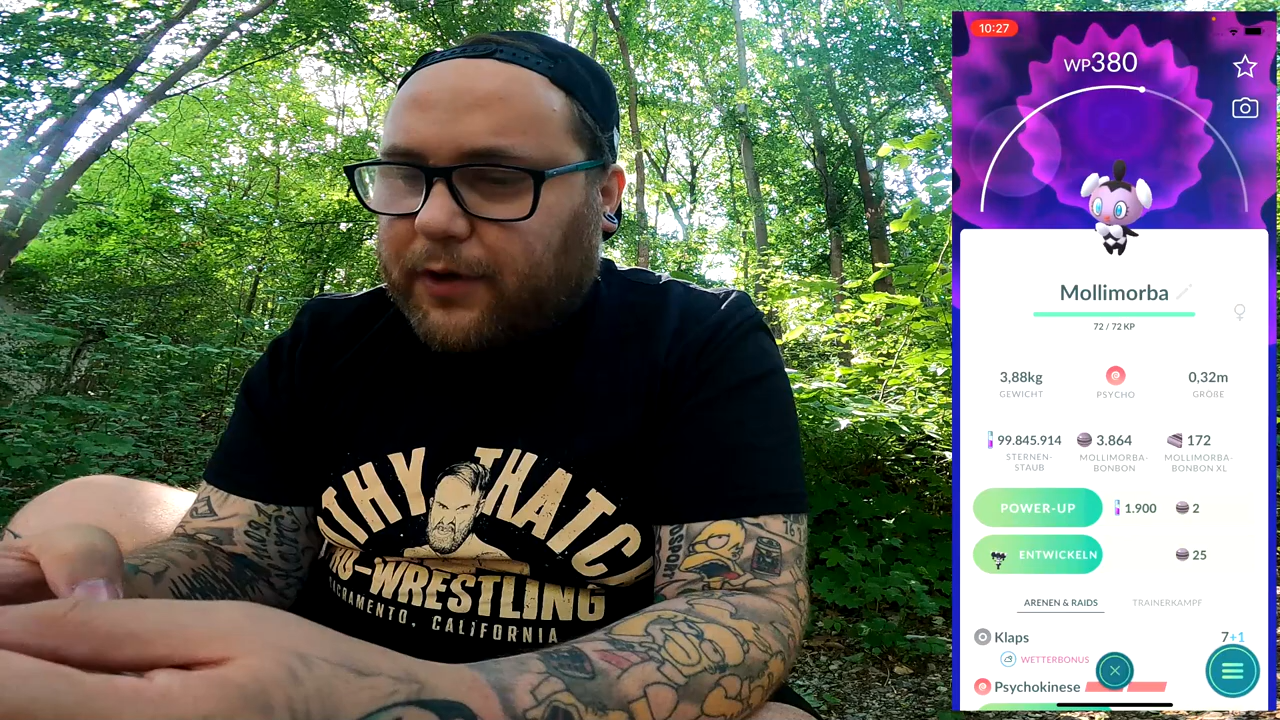 THY THATC
PRO-WRESTLING
SACRAMENTO, CALIFORNIA
10:27
WP380
Mollimorba
72 / 72 KP
3,88kg
GEWICHT
PSYCHO
0,32m
GRÖßE
99.845.914
STERNEN-
STAUB
3.864
MOLLIMORBA-
BONBON
172
MOLLIMORBA-
BONBON XL
POWER-UP
1.900
2
ENTWICKELN
25
ARENEN & RAIDS
TRAINERKAMPF
Klaps
7+1
WETTERBONUS
Psychokinese